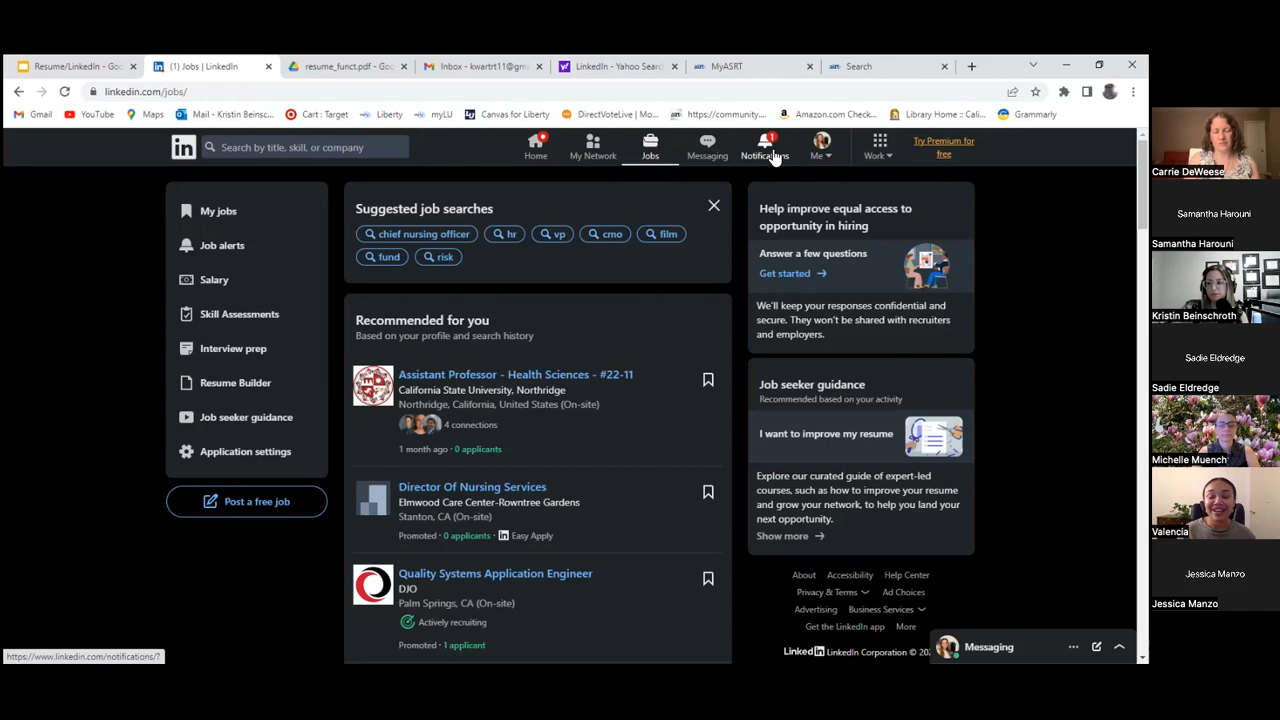 Resume/LinkedIn - Goo
(1) Jobs | LinkedIn
resume_funct.pdf - Goo
Inbox - kwartrt11@gm
LinkedIn - Yahoo Searc
MyASRT
Search
linkedin.com/jobs/
Gmail
YouTube
Maps
Mail - Kristin Beinsc...
Cart : Target
Liberty
myLU
Canvas for Liberty
DirectVoteLive | Mo...
https://community....
Amazon.com Check...
Library Home :: Cali...
Grammarly
in
Search by title, skill, or company
Home
My Network
Jobs
Messaging
1
Notifications
Me
Work
Try Premium for
free
My jobs
Job alerts
Salary
Skill Assessments
Interview prep
Resume Builder
Job seeker guidance
Application settings
Post a free job
Suggested job searches
chief nursing officer
hr
vp
cmo
film
fund
risk
Recommended for you
Based on your profile and search history
Assistant Professor - Health Sciences - #22-11
California State University, Northridge
Northridge, California, United States (On-site)
4 connections
1 month ago · 0 applicants
Director Of Nursing Services
Elmwood Care Center-Rowntree Gardens
Stanton, CA (On-site)
Promoted · 0 applicants · in Easy Apply
Quality Systems Application Engineer
DJO
Palm Springs, CA (On-site)
Actively recruiting
Promoted · 1 applicant
Help improve equal access to
opportunity in hiring
Answer a few questions
Get started
We'll keep your responses confidential and
secure. They won't be shared with recruiters
and employers.
Job seeker guidance
Recommended based on your activity
I want to improve my resume
Explore our curated guide of expert-led
courses, such as how to improve your resume
and grow your network, to help you land your
next opportunity.
Show more
About
Accessibility
Help Center
Privacy & Terms
Ad Choices
Advertising
Business Services
Get the LinkedIn app
More
Linkedin LinkedIn Corporation © 202
Messaging
https://www.linkedin.com/notifications/?
Carrie DeWeese
Samantha Harouni
Samantha Harouni
Kristin Beinschroth
Sadie Eldredge
Sadie Eldredge
Michelle Muench
Valencia
Jessica Manzo
Jessica Manzo